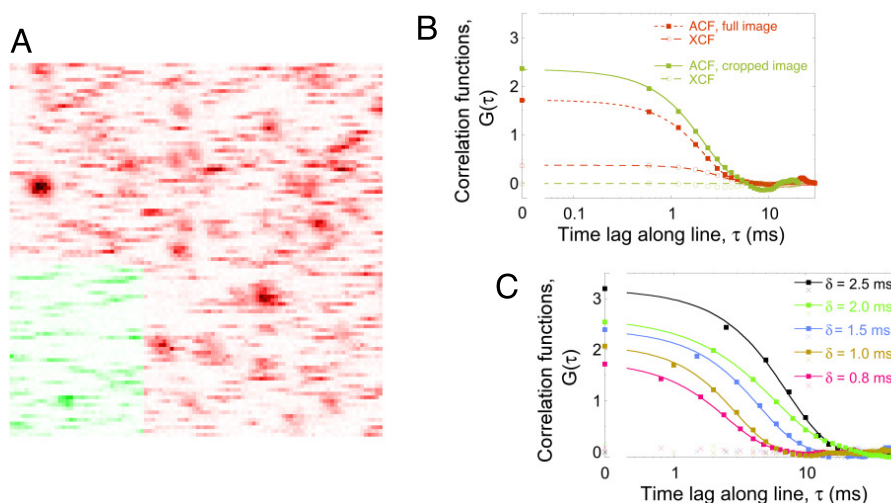 A
B
Correlation functions,
G(τ)
3
2
1
0
ACF, full image
XCF
ACF, cropped image
XCF
0
0.1
1
10
Time lag along line, τ (ms)
C
Correlation functions,
G(τ)
3
2
1
0
δ = 2.5 ms
δ = 2.0 ms
δ = 1.5 ms
δ = 1.0 ms
δ = 0.8 ms
0
1
10
Time lag along line, τ (ms)